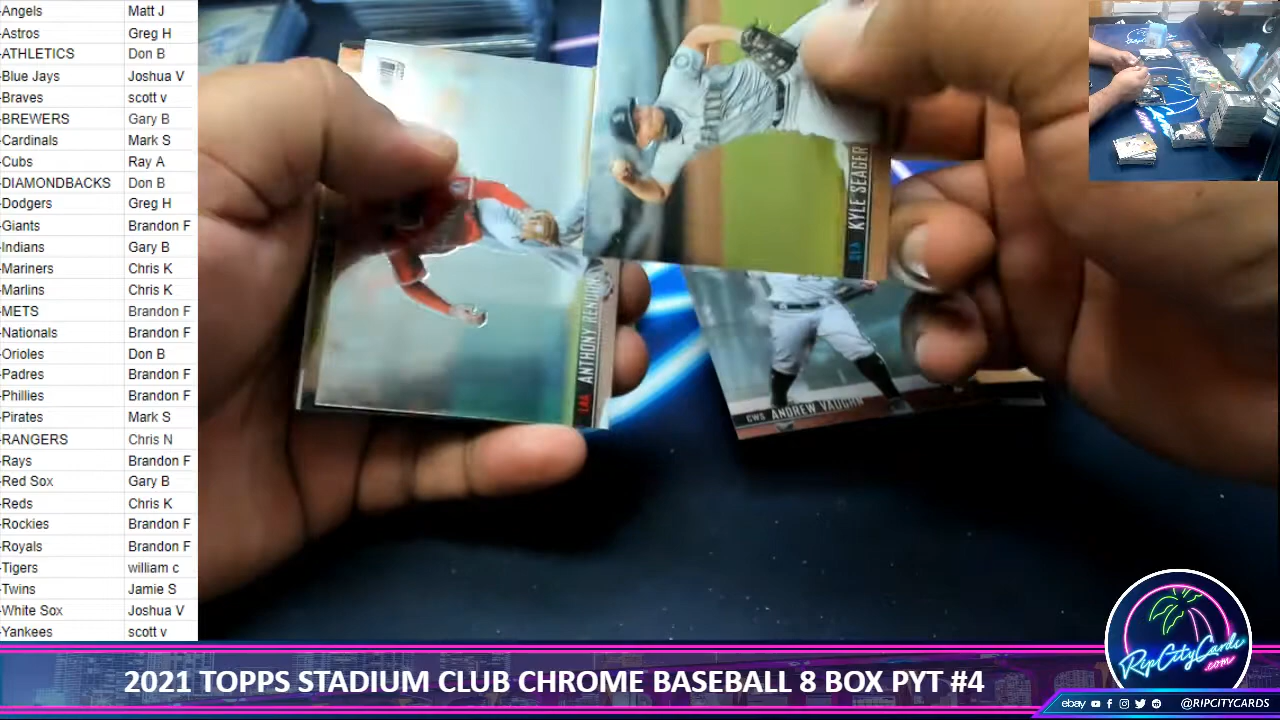 -Angels Matt J
-Astros Greg H
-ATHLETICS Don B
-Blue Jays Joshua V
-Braves scott v
-BREWERS Gary B
-Cardinals Mark S
-Cubs Ray A
-DIAMONDBACKS Don B
-Dodgers Greg H
-Giants Brandon F
-Indians Gary B
-Mariners Chris K
-Marlins Chris K
-METS Brandon F
-Nationals Brandon F
-Orioles Don B
-Padres Brandon F
-Phillies Brandon F
-Pirates Mark S
-RANGERS Chris N
-Rays Brandon F
-Red Sox Gary B
-Reds Chris K
-Rockies Brandon F
-Royals Brandon F
-Tigers william c
-Twins Jamie S
-White Sox Joshua V
-Yankees scott v
SEA KYLE SEAGER
LAA ANTHONY RENDON
CWS ANDREW VAUGHN
RipCityCards
.com
2021 TOPPS STADIUM CLUB CHROME BASEBALL 8 BOX PYT #4
ebay @RIPCITYCARDS